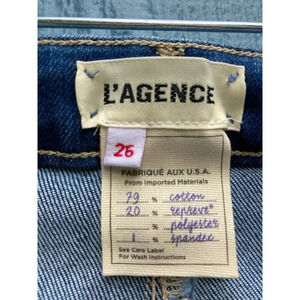 L'AGENCE
26
FABRIQUÉ AUX U.S.A.
From Imported Materials
79 % cotton
20 % repreve®
% polyester
1 % spandex
See Care Label
For Wash Instructions